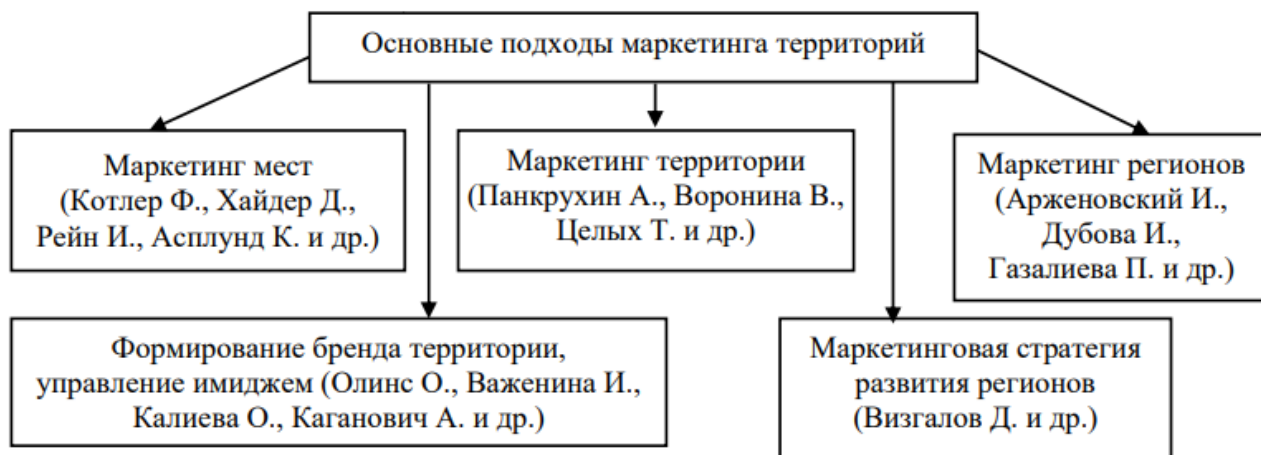 Основные подходы маркетинга территорий
Маркетинг мест
(Котлер Ф., Хайдер Д.,
Рейн И., Асплунд К. и др.)
Маркетинг территории
(Панкрухин А., Воронина В.,
Целых Т. и др.)
Маркетинг регионов
(Арженовский И.,
Дубова И.,
Газалиева П. и др.)
Формирование бренда территории,
управление имиджем (Олинс О., Важенина И.,
Калиева О., Каганович А. и др.)
Маркетинговая стратегия
развития регионов
(Визгалов Д. и др.)